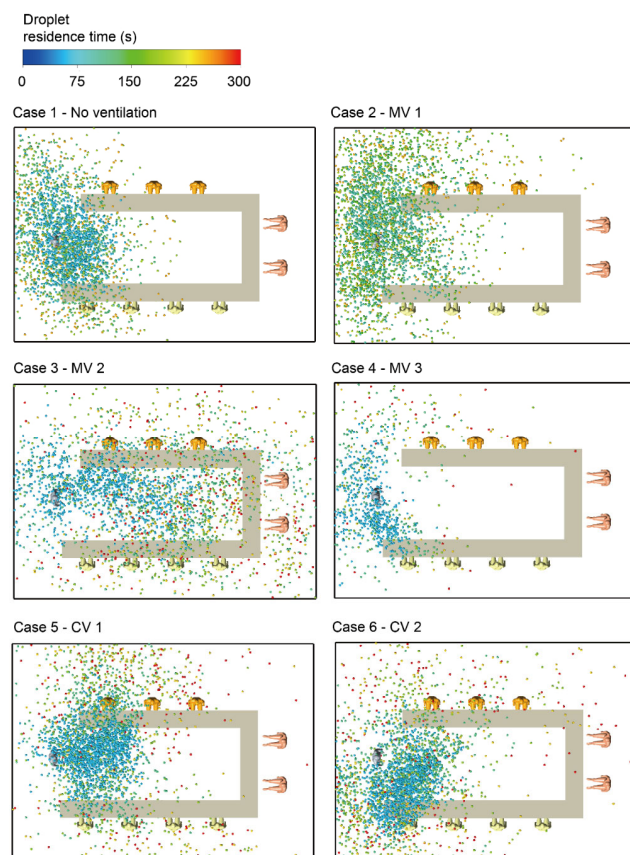 Droplet
residence time (s)
0 75 150 225 300
Case 1 - No ventilation
Case 2 - MV 1
Case 3 - MV 2
Case 4 - MV 3
Case 5 - CV 1
Case 6 - CV 2